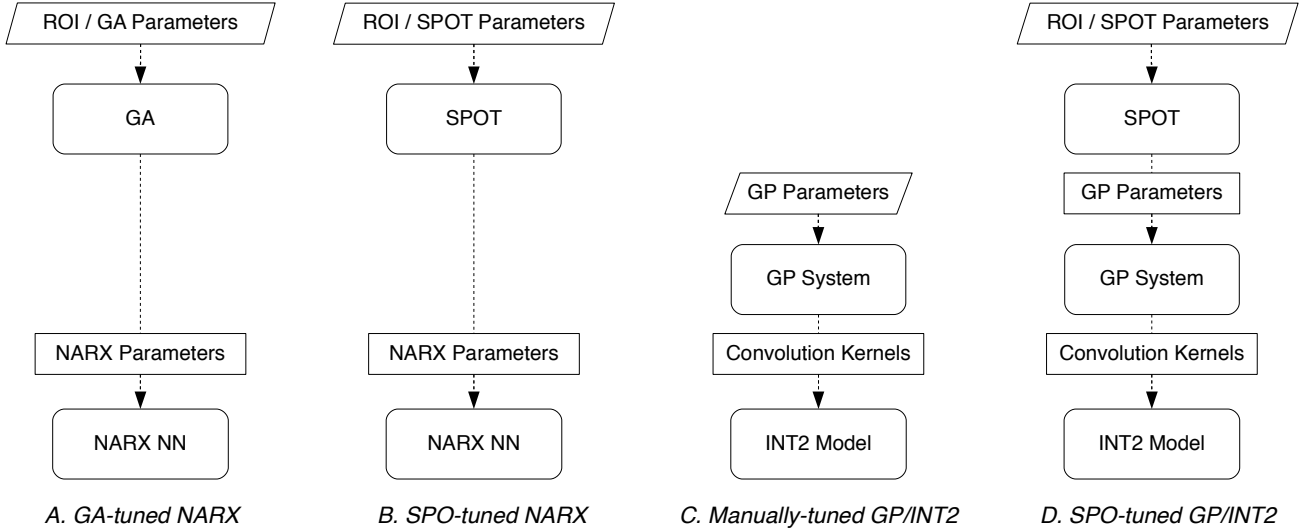 ROI / GA Parameters
GA
NARX Parameters
NARX NN
A. GA-tuned NARX
ROI / SPOT Parameters
SPOT
NARX Parameters
NARX NN
B. SPO-tuned NARX
GP Parameters
GP System
Convolution Kernels
INT2 Model
C. Manually-tuned GP/INT2
ROI / SPOT Parameters
SPOT
GP Parameters
GP System
Convolution Kernels
INT2 Model
D. SPO-tuned GP/INT2